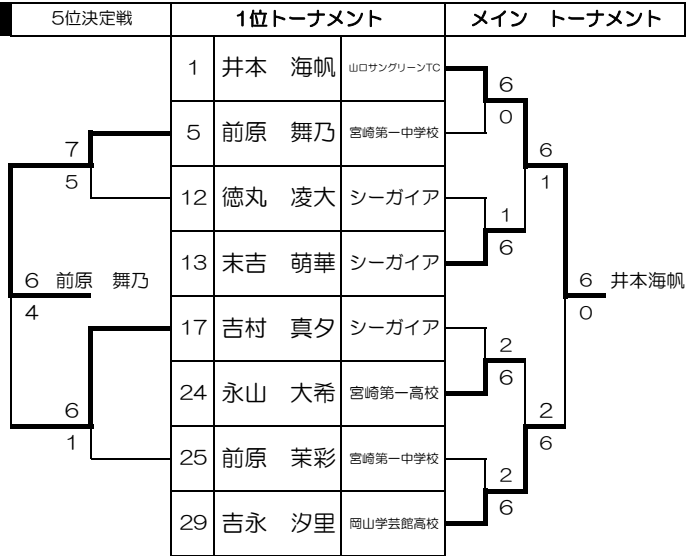 5位決定戦 1位トーナメント メイン トーナメント
1 井本 海帆 山口サングリーンTC
6
0
5 前原 舞乃 宮崎第一中学校
7
5
6
1
12 徳丸 凌大 シーガイア
1
6
13 末吉 萌華 シーガイア
6 前原 舞乃
4
6 井本海帆
0
17 吉村 真夕 シーガイア
2
6
24 永山 大希 宮崎第一高校
6
1
2
6
25 前原 茉彩 宮崎第一中学校
2
6
29 吉永 汐里 岡山学芸館高校